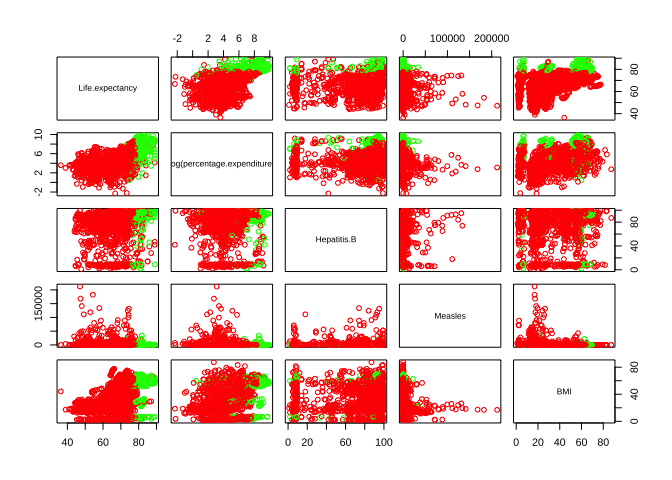 -2 2 4 6 8
0 100000 200000
Life.expectancy
40 60 80
-2 2 6 10
og(percentage.expenditure
Hepatitis.B
0 40 80
0 150000
Measles
BMI
0 40 80
40 60 80
0 20 60 100
0 20 40 60 80